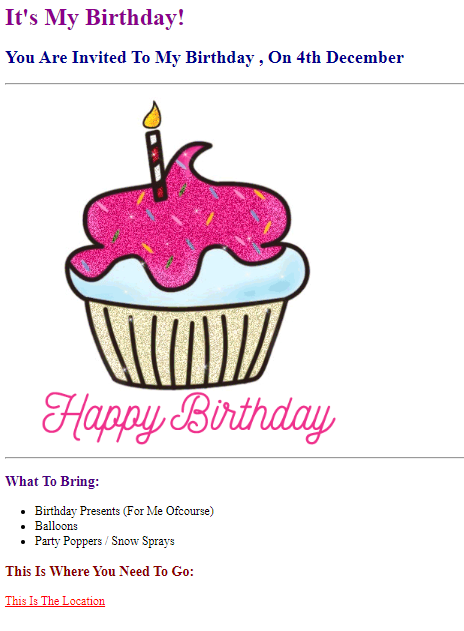 It's My Birthday!
You Are Invited To My Birthday , On 4th December
Happy Birthday
What To Bring:
Birthday Presents (For Me Ofcourse)
Balloons
Party Poppers / Snow Sprays
This Is Where You Need To Go:
This Is The Location